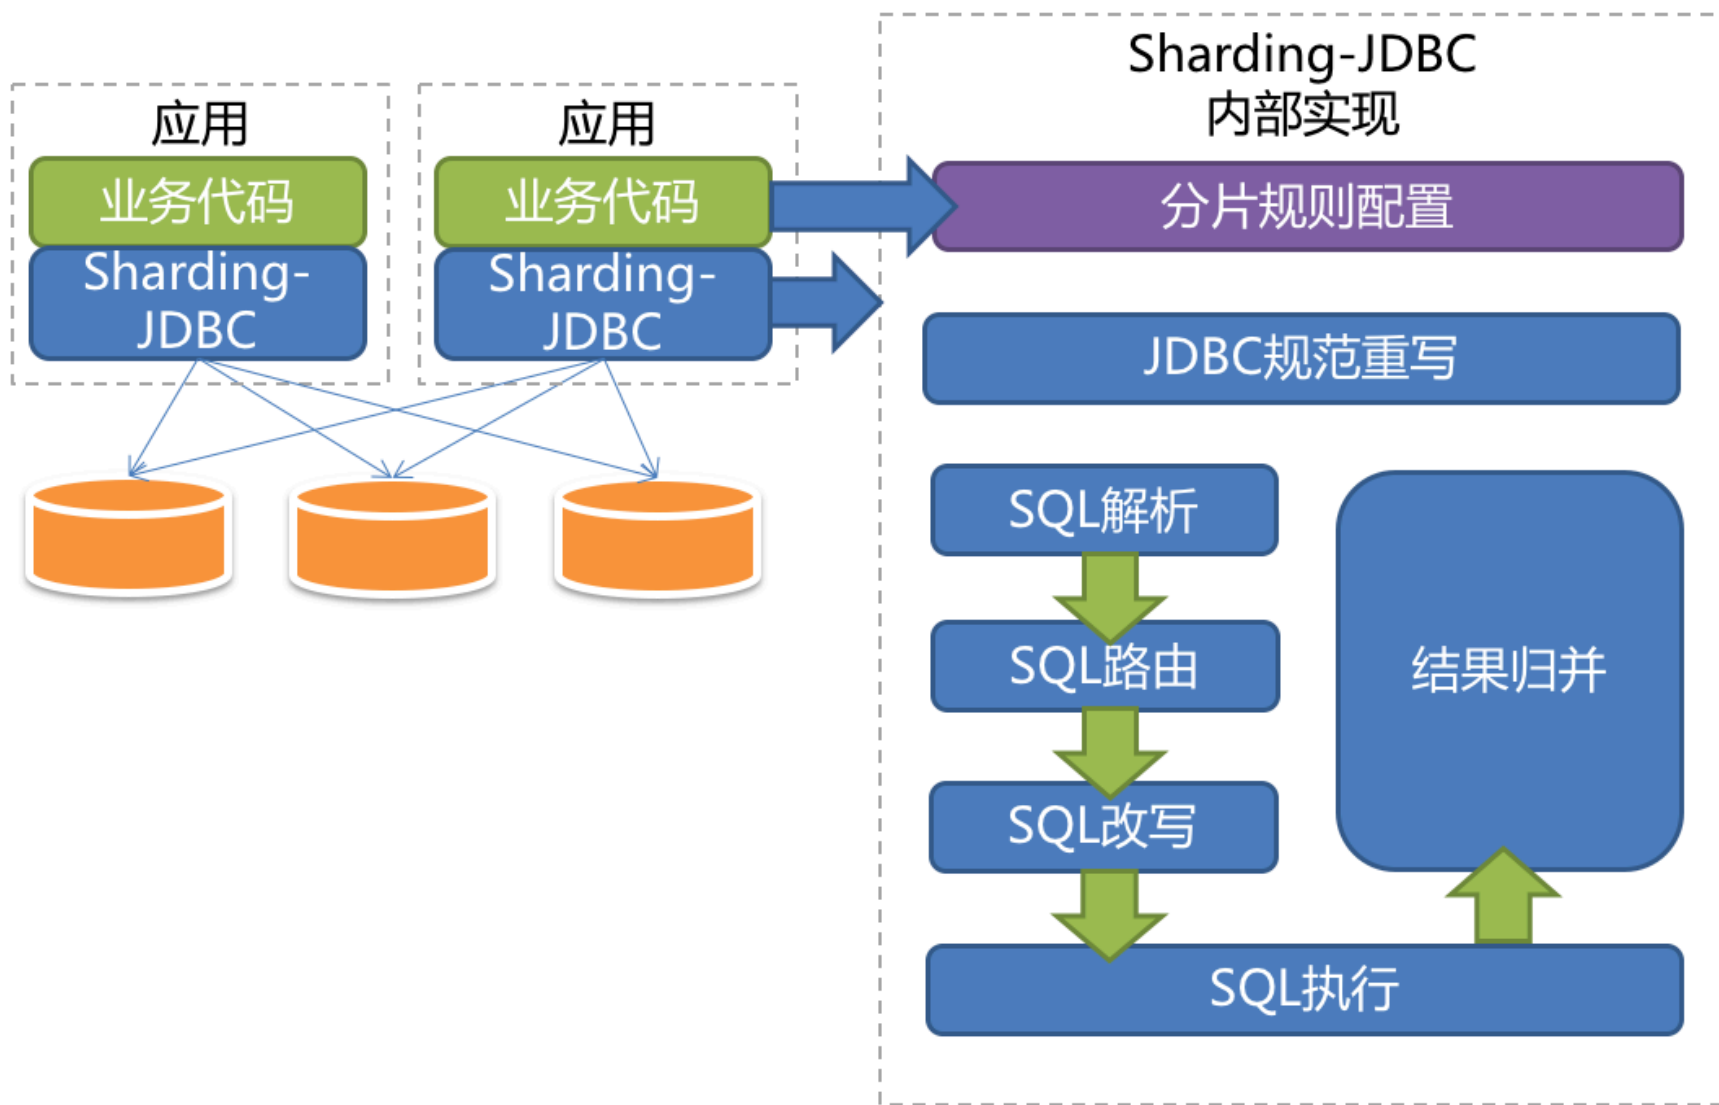 应用
业务代码
Sharding-
JDBC
应用
业务代码
Sharding-
JDBC
Sharding-JDBC
内部实现
分片规则配置
JDBC规范重写
SQL解析
SQL路由
SQL改写
结果归并
SQL执行